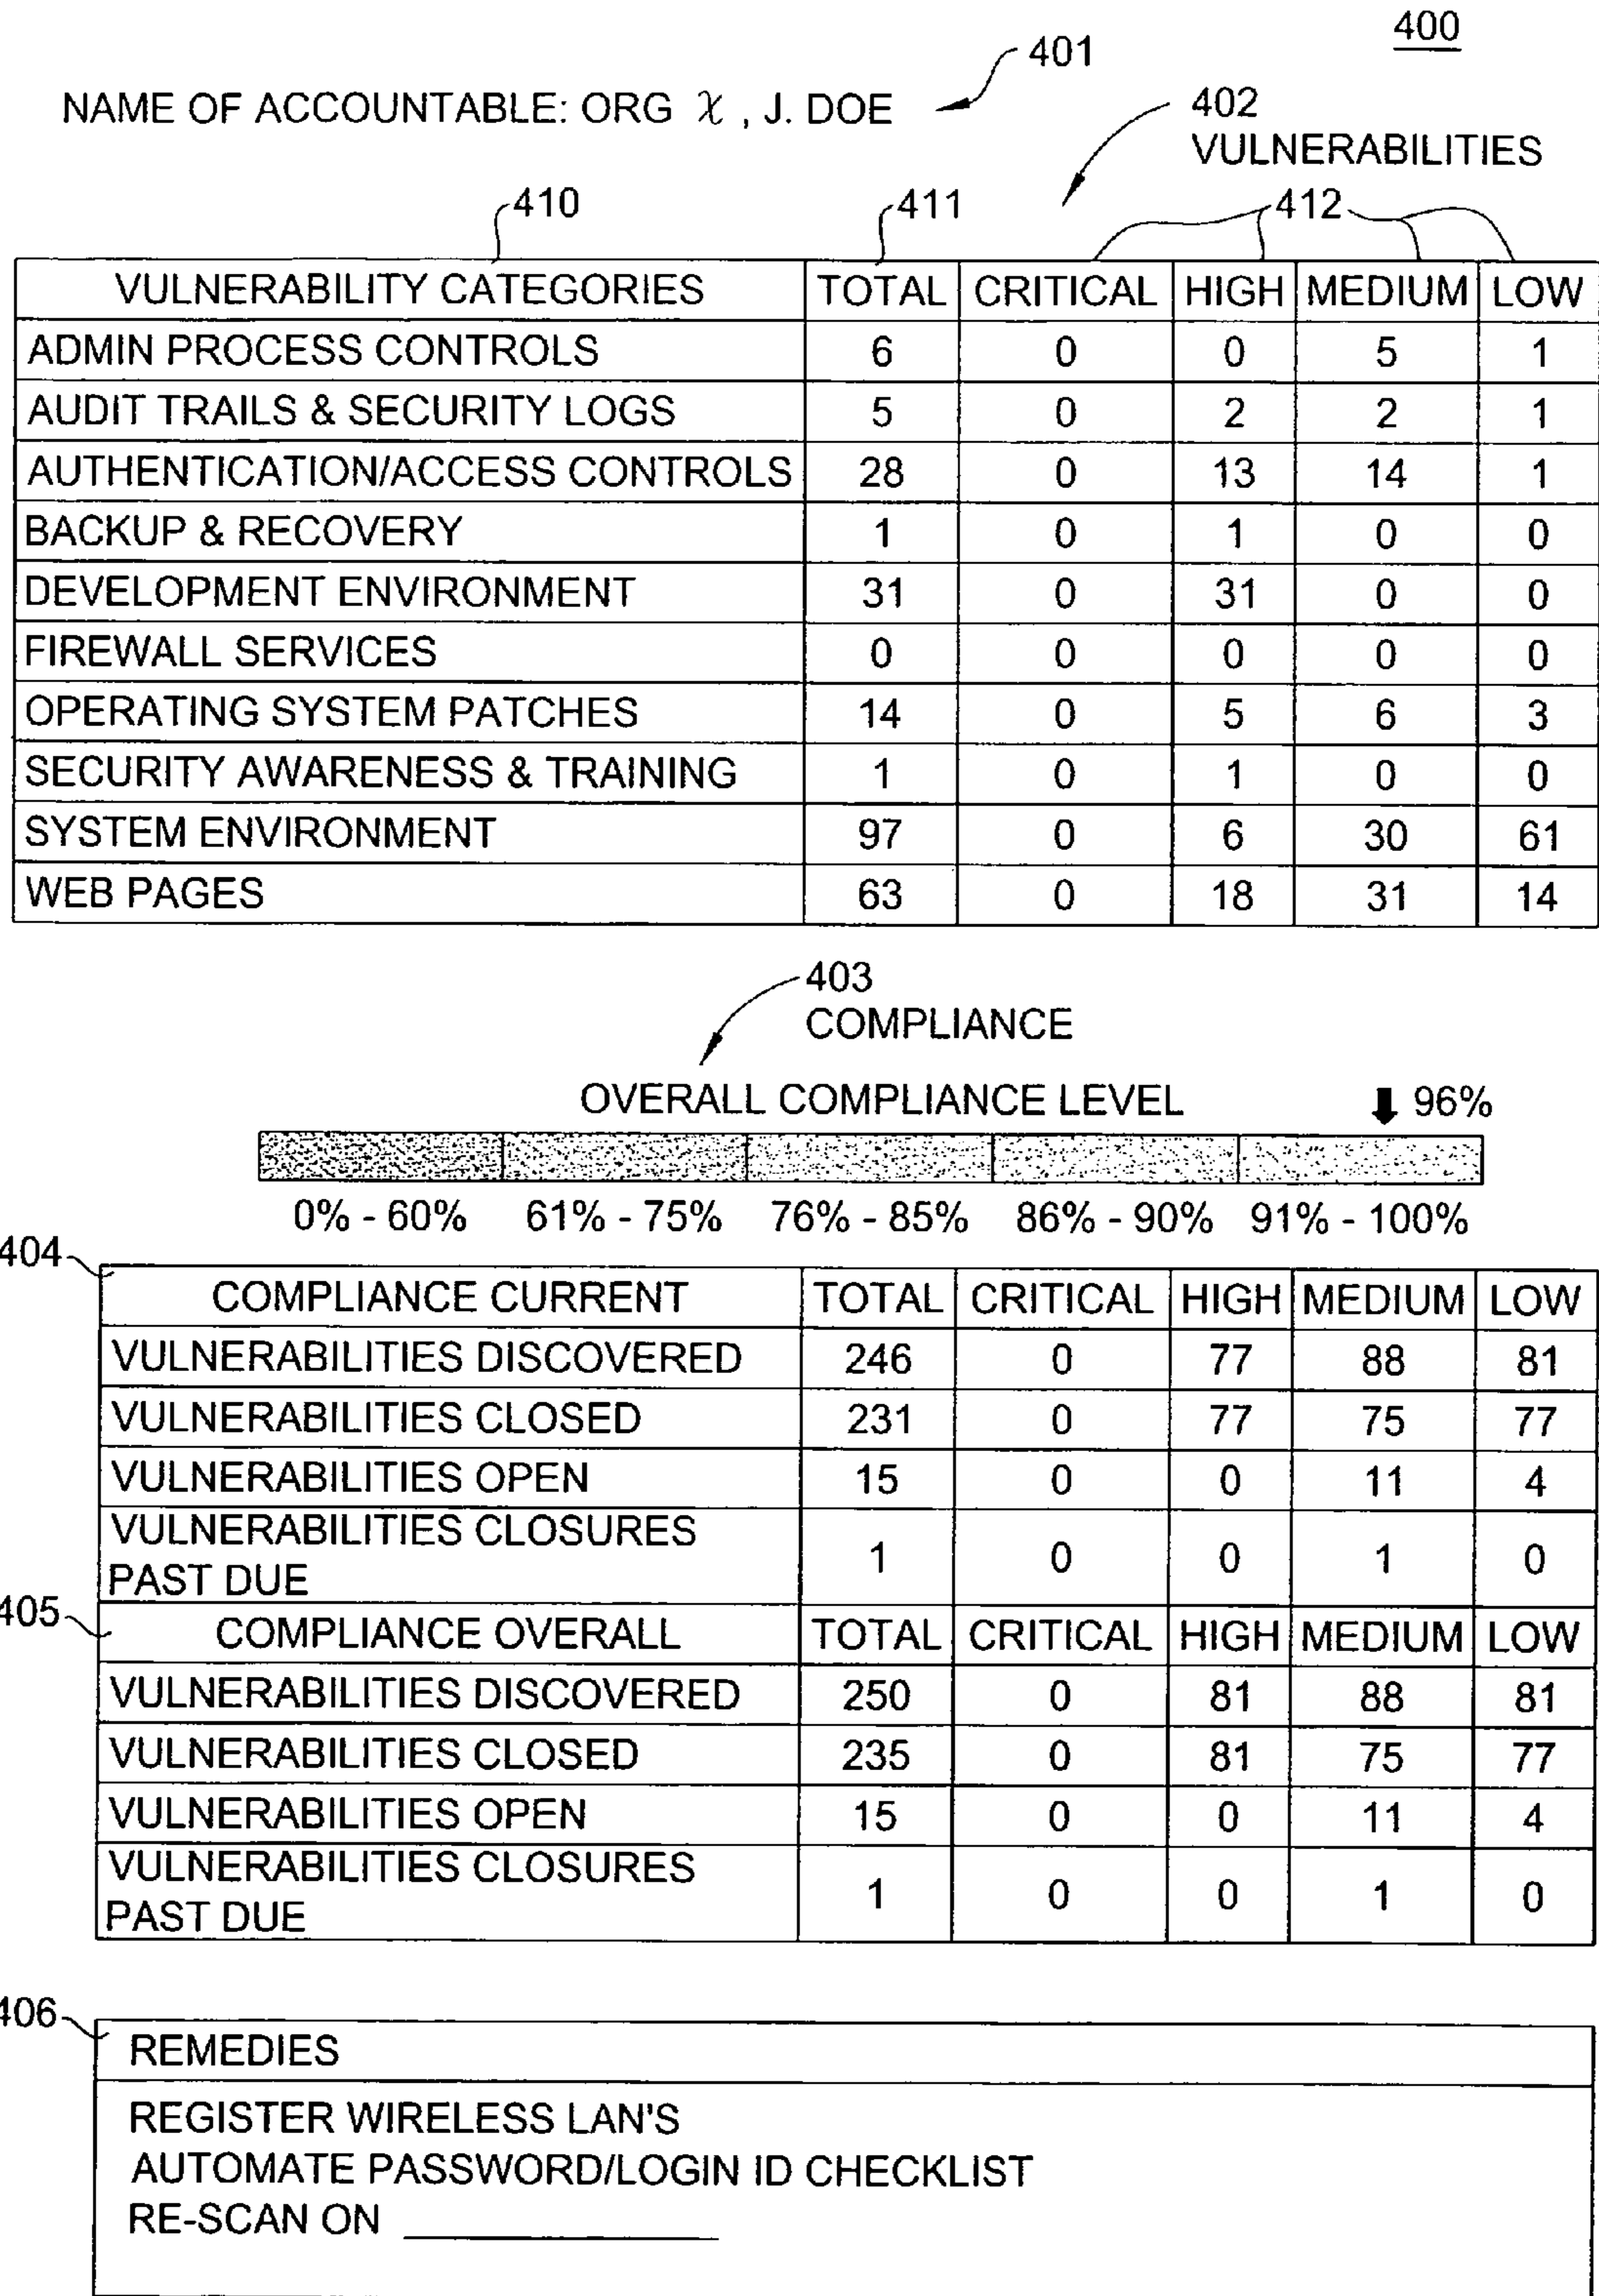 400
401
NAME OF ACCOUNTABLE: ORG χ , J. DOE
402
VULNERABILITIES
410 411 412
VULNERABILITY CATEGORIES TOTAL CRITICAL HIGH MEDIUM LOW
ADMIN PROCESS CONTROLS 6 0 0 5 1
AUDIT TRAILS & SECURITY LOGS 5 0 2 2 1
AUTHENTICATION/ACCESS CONTROLS 28 0 13 14 1
BACKUP & RECOVERY 1 0 1 0 0
DEVELOPMENT ENVIRONMENT 31 0 31 0 0
FIREWALL SERVICES 0 0 0 0 0
OPERATING SYSTEM PATCHES 14 0 5 6 3
SECURITY AWARENESS & TRAINING 1 0 1 0 0
SYSTEM ENVIRONMENT 97 0 6 30 61
WEB PAGES 63 0 18 31 14
403
COMPLIANCE
OVERALL COMPLIANCE LEVEL 96%
0% - 60% 61% - 75% 76% - 85% 86% - 90% 91% - 100%
404
COMPLIANCE CURRENT TOTAL CRITICAL HIGH MEDIUM LOW
VULNERABILITIES DISCOVERED 246 0 77 88 81
VULNERABILITIES CLOSED 231 0 77 75 77
VULNERABILITIES OPEN 15 0 0 11 4
VULNERABILITIES CLOSURES
PAST DUE 1 0 0 1 0
405
COMPLIANCE OVERALL TOTAL CRITICAL HIGH MEDIUM LOW
VULNERABILITIES DISCOVERED 250 0 81 88 81
VULNERABILITIES CLOSED 235 0 81 75 77
VULNERABILITIES OPEN 15 0 0 11 4
VULNERABILITIES CLOSURES
PAST DUE 1 0 0 1 0
406
REMEDIES
REGISTER WIRELESS LAN'S
AUTOMATE PASSWORD/LOGIN ID CHECKLIST
RE-SCAN ON